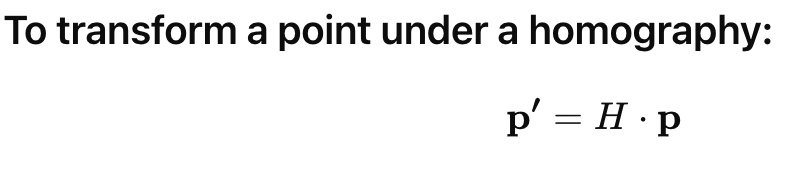 To transform a point under a homography:
p′ = H · p